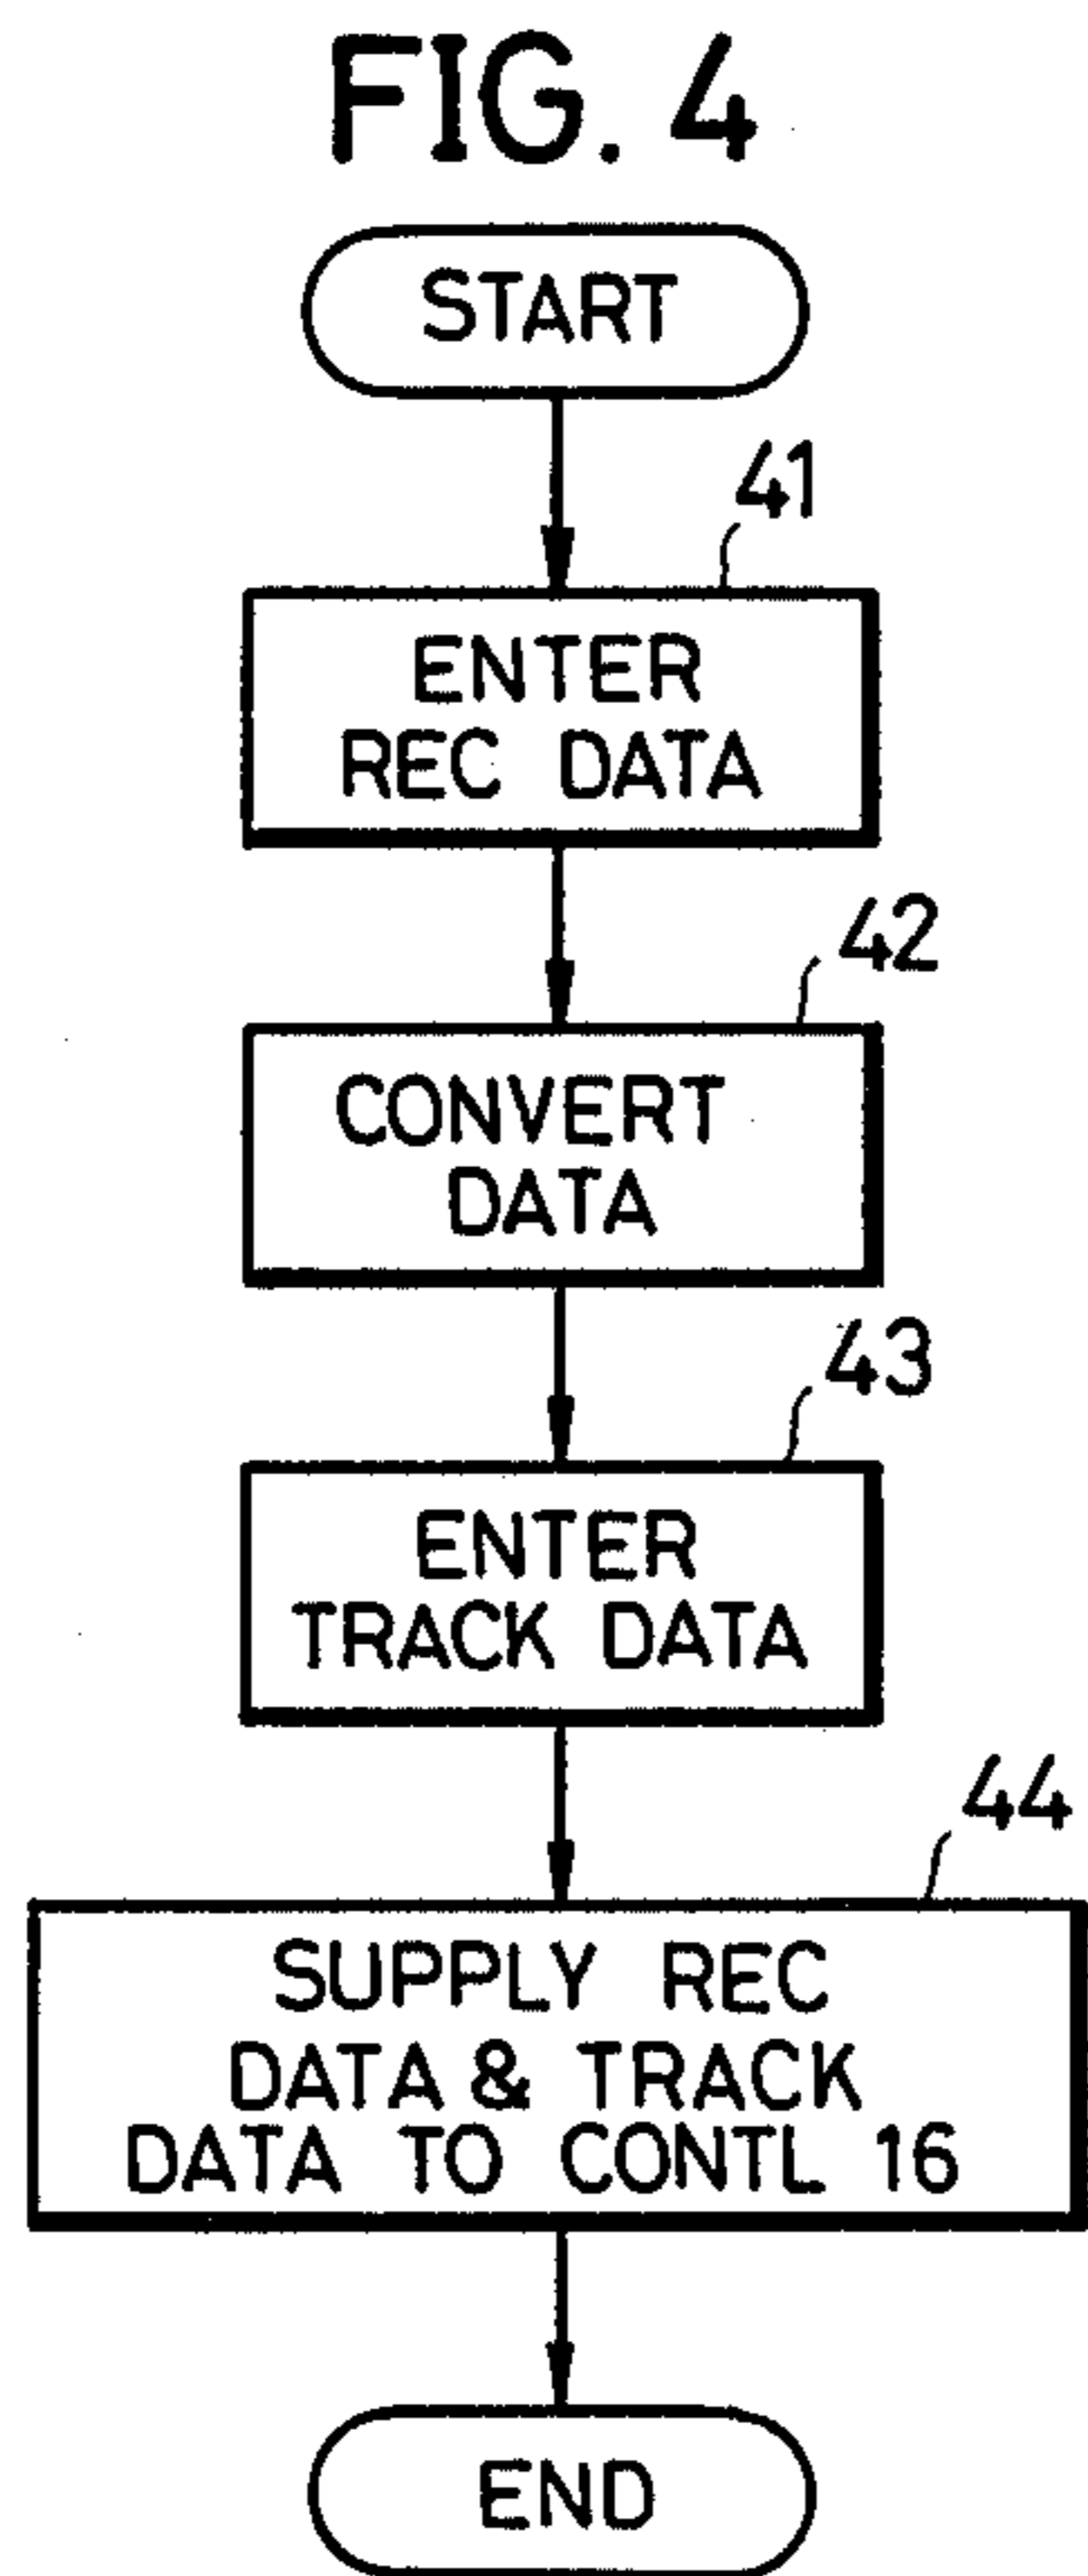 FIG. 4
START
41
ENTER
REC DATA
42
CONVERT
DATA
43
ENTER
TRACK DATA
44
SUPPLY REC
DATA & TRACK
DATA TO CONTL 16
END